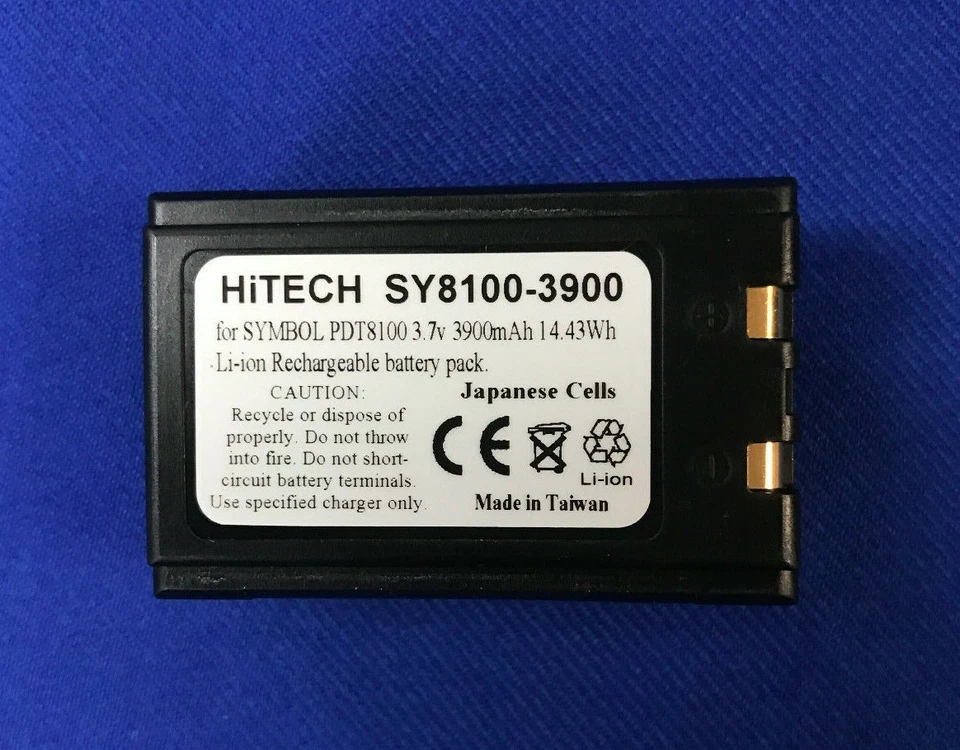 HiTECH SY8100-3900
for SYMBOL PDT8100 3.7v 3900mAh 14.43Wh
Li-ion Rechargeable battery pack.
CAUTION:
Recycle or dispose of
properly. Do not throw
into fire. Do not short-
circuit battery terminals.
Use specified charger only.
Japanese Cells
CE
Li-ion
Made in Taiwan
+
-